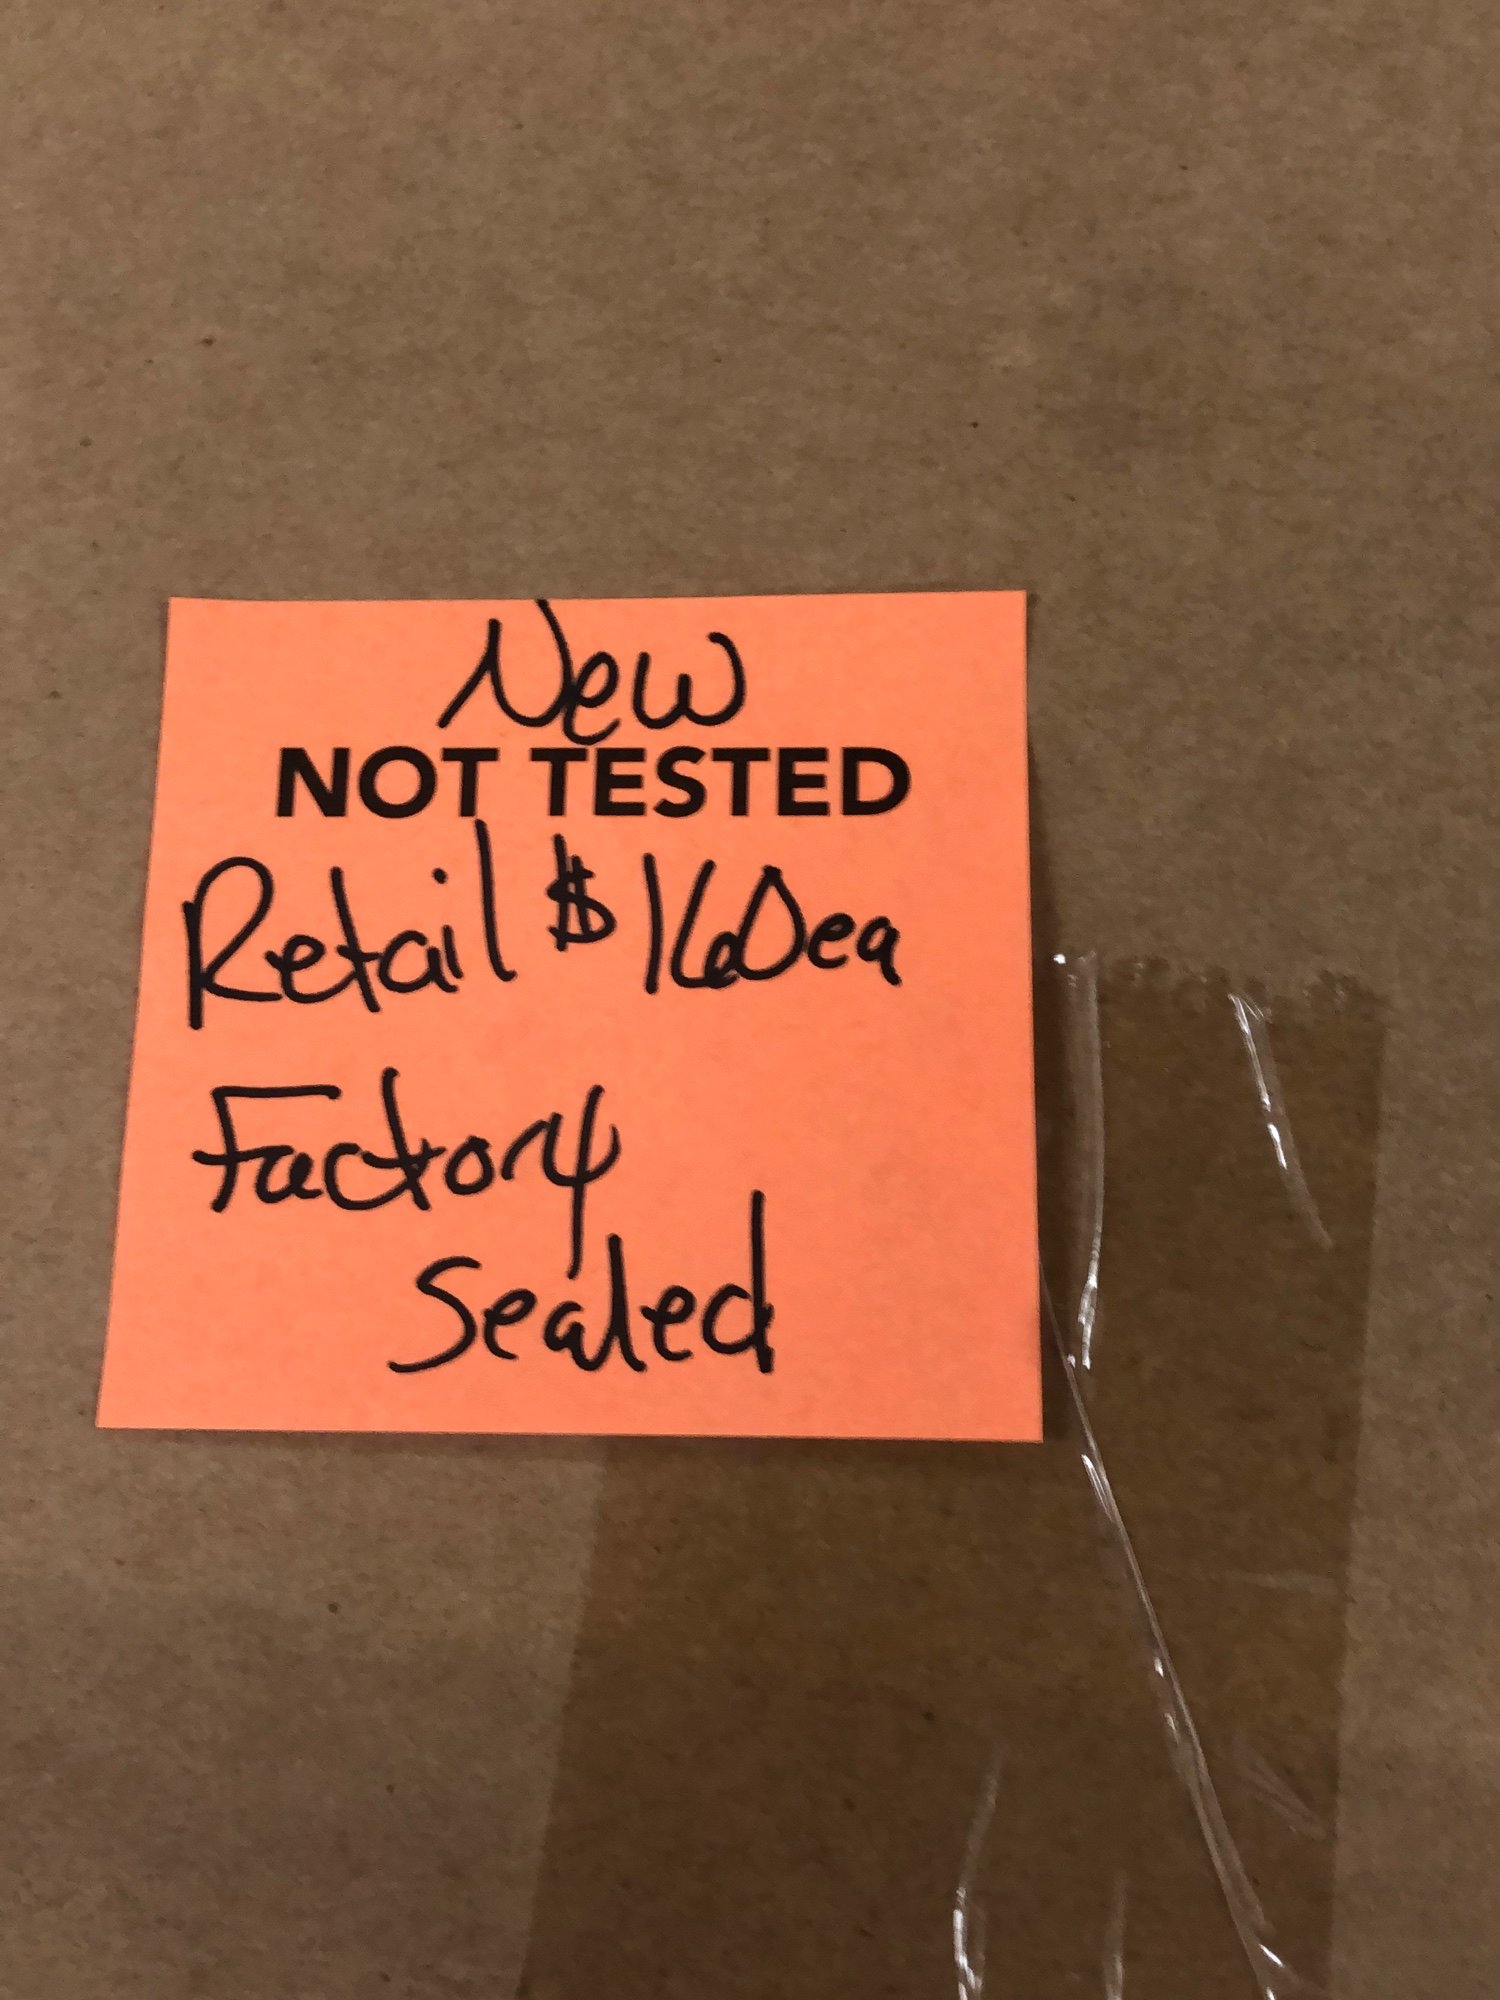 New
NOT TESTED
Retail $160ea
Factory
Sealed